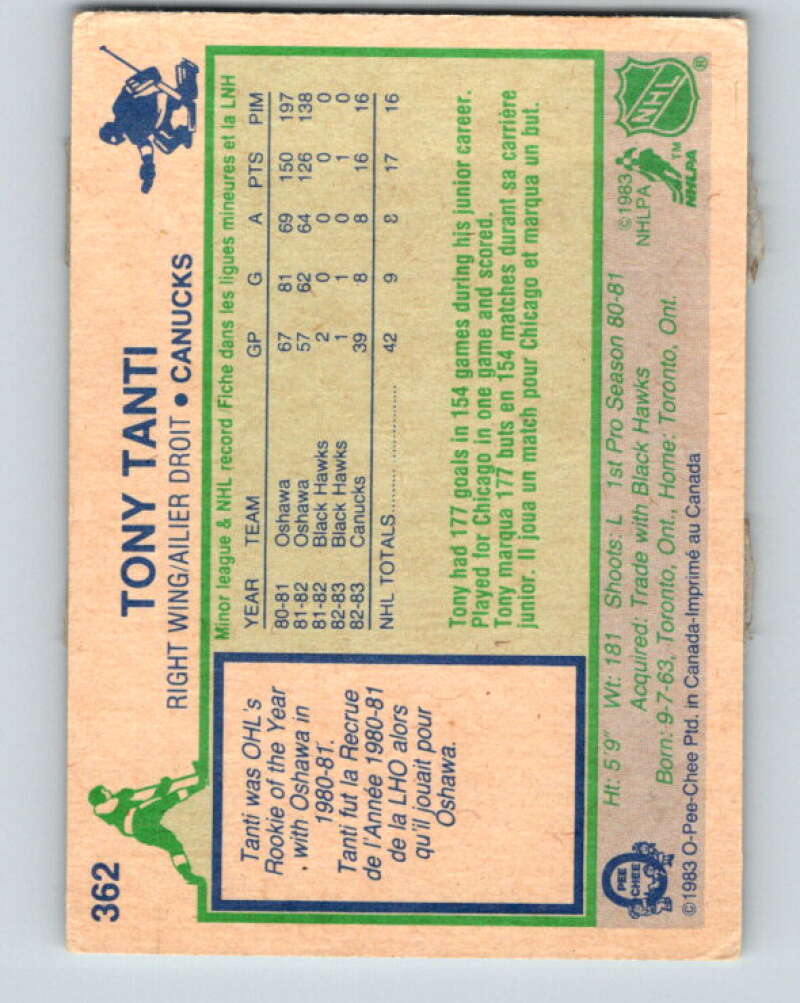 362
TONY TANTI
RIGHT WING/AILIER DROIT • CANUCKS
Tanti was OHL's
Rookie of the Year
with Oshawa in
1980-81.
Tanti fut la Recrue
de l'Année 1980-81
de la LHO alors
qu'il jouait pour
Oshawa.
Minor league & NHL record/Fiche dans les ligues mineures et la LNH
YEAR TEAM GP G A PTS PIM
80-81 Oshawa 67 81 69 150 197
81-82 Oshawa 57 62 64 126 138
81-82 Black Hawks 2 0 0 0 0
82-83 Black Hawks 1 1 0 1 0
82-83 Canucks 39 8 8 16 16
NHL TOTALS 42 9 8 17 16
Tony had 177 goals in 154 games during his junior career.
Played for Chicago in one game and scored.
Tony marqua 177 buts en 154 matches durant sa carrière
junior. Il joua un match pour Chicago et marqua un but.
Ht: 5'9" Wt: 181 Shoots: L 1st Pro Season 80-81
Acquired: Trade with Black Hawks
Born: 9-7-63, Toronto, Ont., Home: Toronto, Ont.
©1983 O-Pee-Chee Ptd. in Canada-Imprimé au Canada
O
PEE
CHEE
©1983
NHLPA
NHLPA
TM
NHL
®